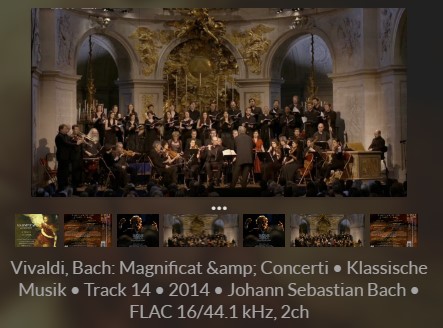 Vivaldi, Bach: Magnificat &amp; Concerti ● Klassische
Musik ● Track 14 ● 2014 ● Johann Sebastian Bach ●
FLAC 16/44.1 kHz, 2ch